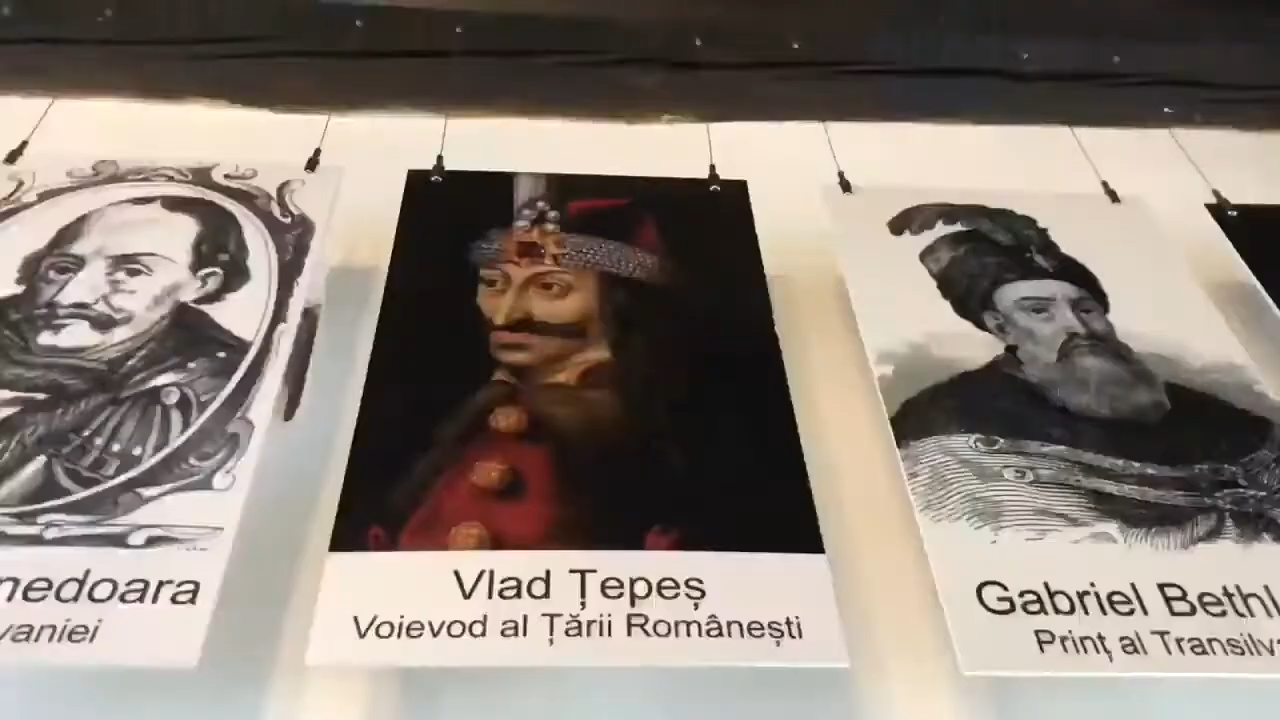 nedoara
vaniei
Vlad Țepeș
Voievod al Țării Românești
Gabriel Bethl
Prinț al Transilv